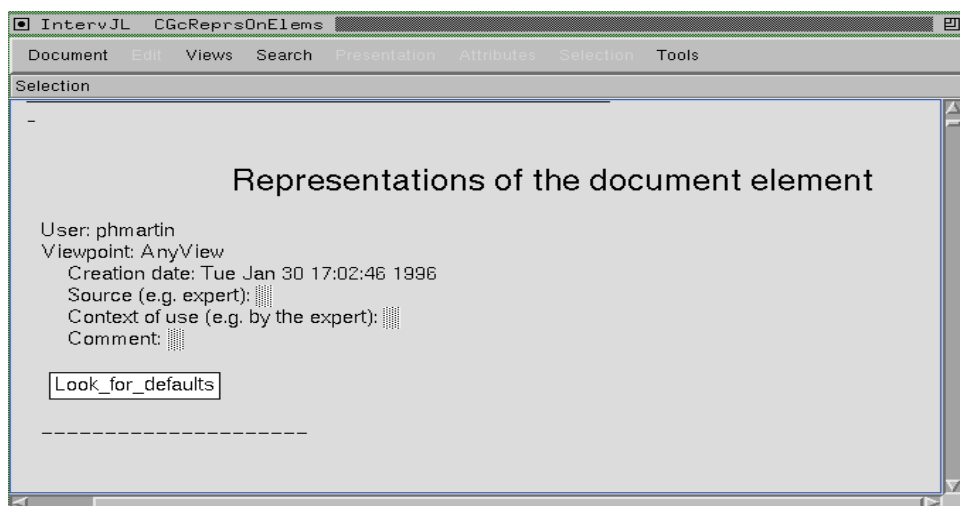 IntervJL CGcReprsOnElems
Document Edit Views Search Presentation Attributes Selection Tools
Selection
Representations of the document element
User: phmartin
Viewpoint: AnyView
Creation date: Tue Jan 30 17:02:46 1996
Source (e.g. expert):
Context of use (e.g. by the expert):
Comment:
Look_for_defaults